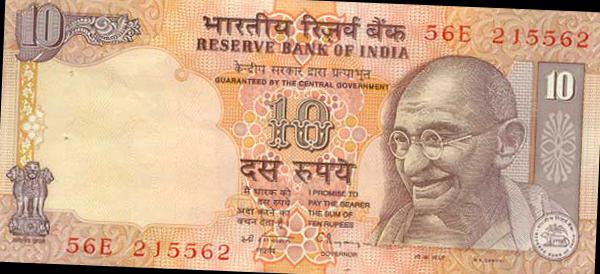 10
भारतीय रिज़र्व बैंक
RESERVE BANK OF INDIA
56E 215562
केन्द्रीय सरकार द्वारा प्रत्याभूत
GUARANTEED BY THE CENTRAL GOVERNMENT
10
10
दस रुपये
मैं धारक को
दस रुपये
अदा करने का
वचन देता हूँ
I PROMISE TO
PAY THE BEARER
THE SUM OF
TEN RUPEES
GOVERNOR
56E 215562